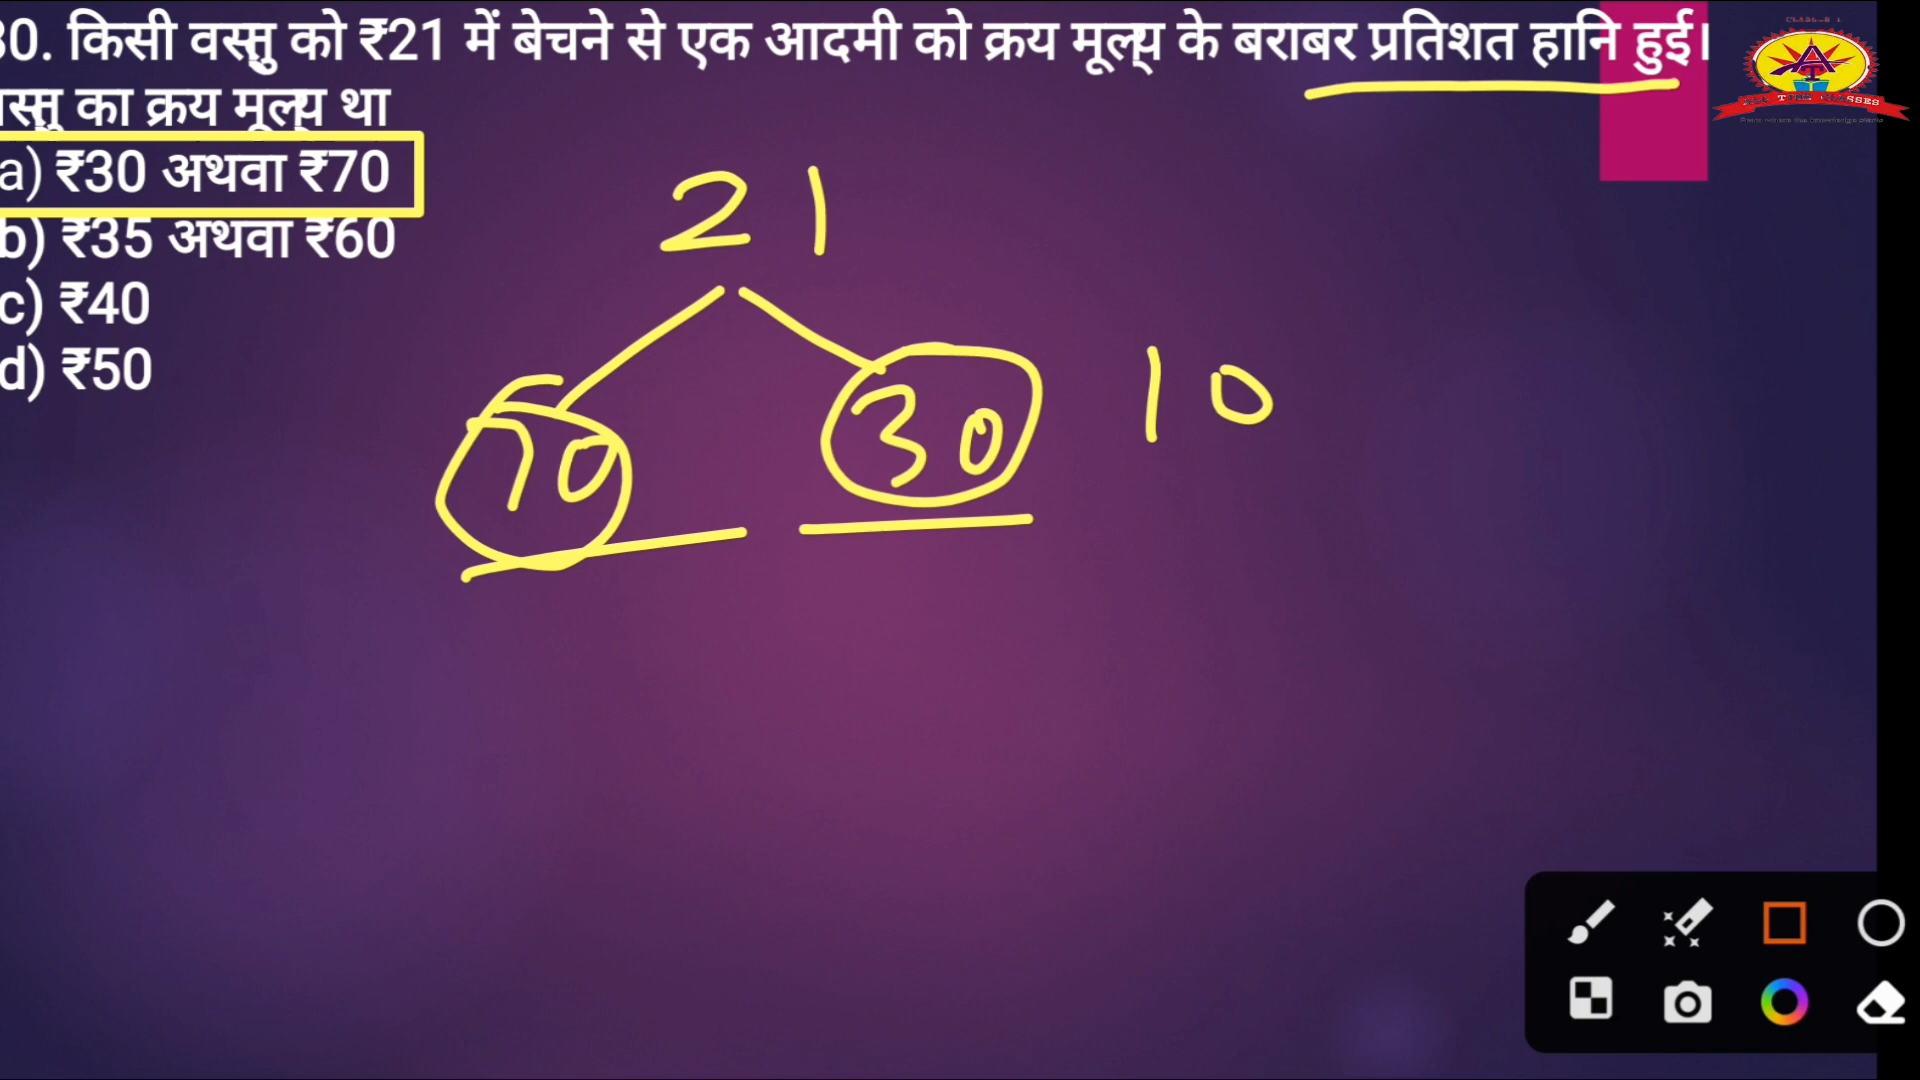 30. किसी वस्तु को ₹21 में बेचने से एक आदमी को क्रय मूल्य के बराबर प्रतिशत हानि हुई।
वस्तु का क्रय मूल्य था
a) ₹30 अथवा ₹70
b) ₹35 अथवा ₹60
c) ₹40
d) ₹50
21
70 30 10